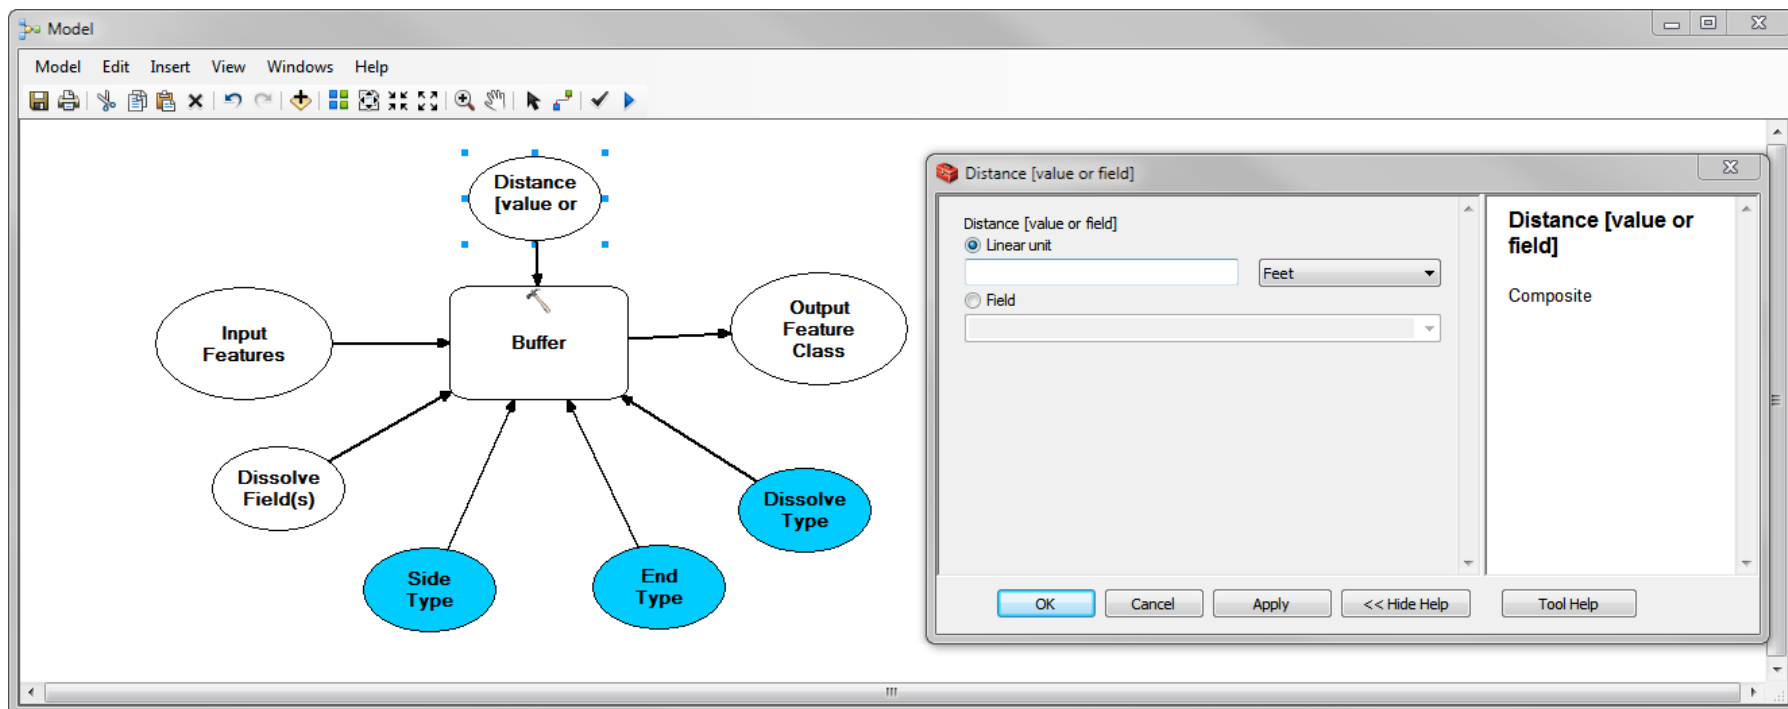 Model
Model Edit Insert View Windows Help
Distance
[value or
Input
Features
Buffer
Output
Feature
Class
Dissolve
Field(s)
Side
Type
End
Type
Dissolve
Type
Distance [value or field]
Distance [value or field]
Linear unit
Feet
Field
OK Cancel Apply << Hide Help Tool Help
Distance [value or
field]
Composite